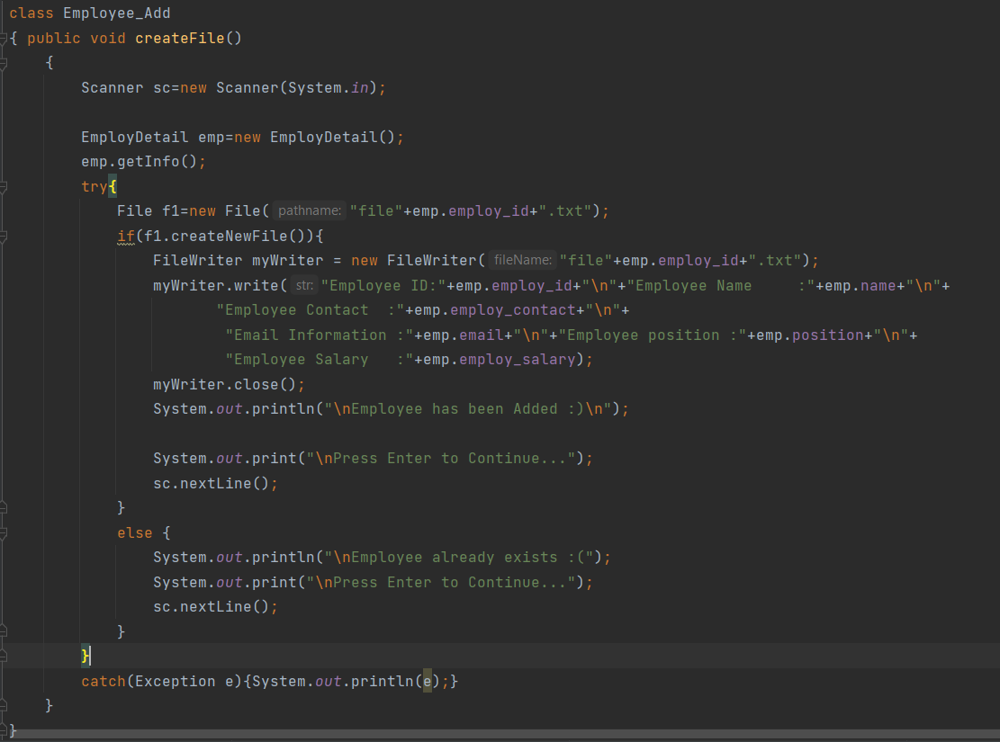 class Employee_Add
{ public void createFile()
    {
        Scanner sc=new Scanner(System.in);

        EmployDetail emp=new EmployDetail();
        emp.getInfo();
        try{
            File f1=new File( pathname: "file"+emp.employ_id+".txt");
            if(f1.createNewFile()){
                FileWriter myWriter = new FileWriter( fileName: "file"+emp.employ_id+".txt");
                myWriter.write( str: "Employee ID:"+emp.employ_id+"\n"+"Employee Name     :"+emp.name+"\n"+
                       "Employee Contact  :"+emp.employ_contact+"\n"+
                        "Email Information :"+emp.email+"\n"+"Employee position :"+emp.position+"\n"+
                        "Employee Salary   :"+emp.employ_salary);
                myWriter.close();
                System.out.println("\nEmployee has been Added :)\n");

                System.out.print("\nPress Enter to Continue...");
                sc.nextLine();
            }
            else {
                System.out.println("\nEmployee already exists :(");
                System.out.print("\nPress Enter to Continue...");
                sc.nextLine();
            }
        }
        catch(Exception e){System.out.println(e);}
    }
}